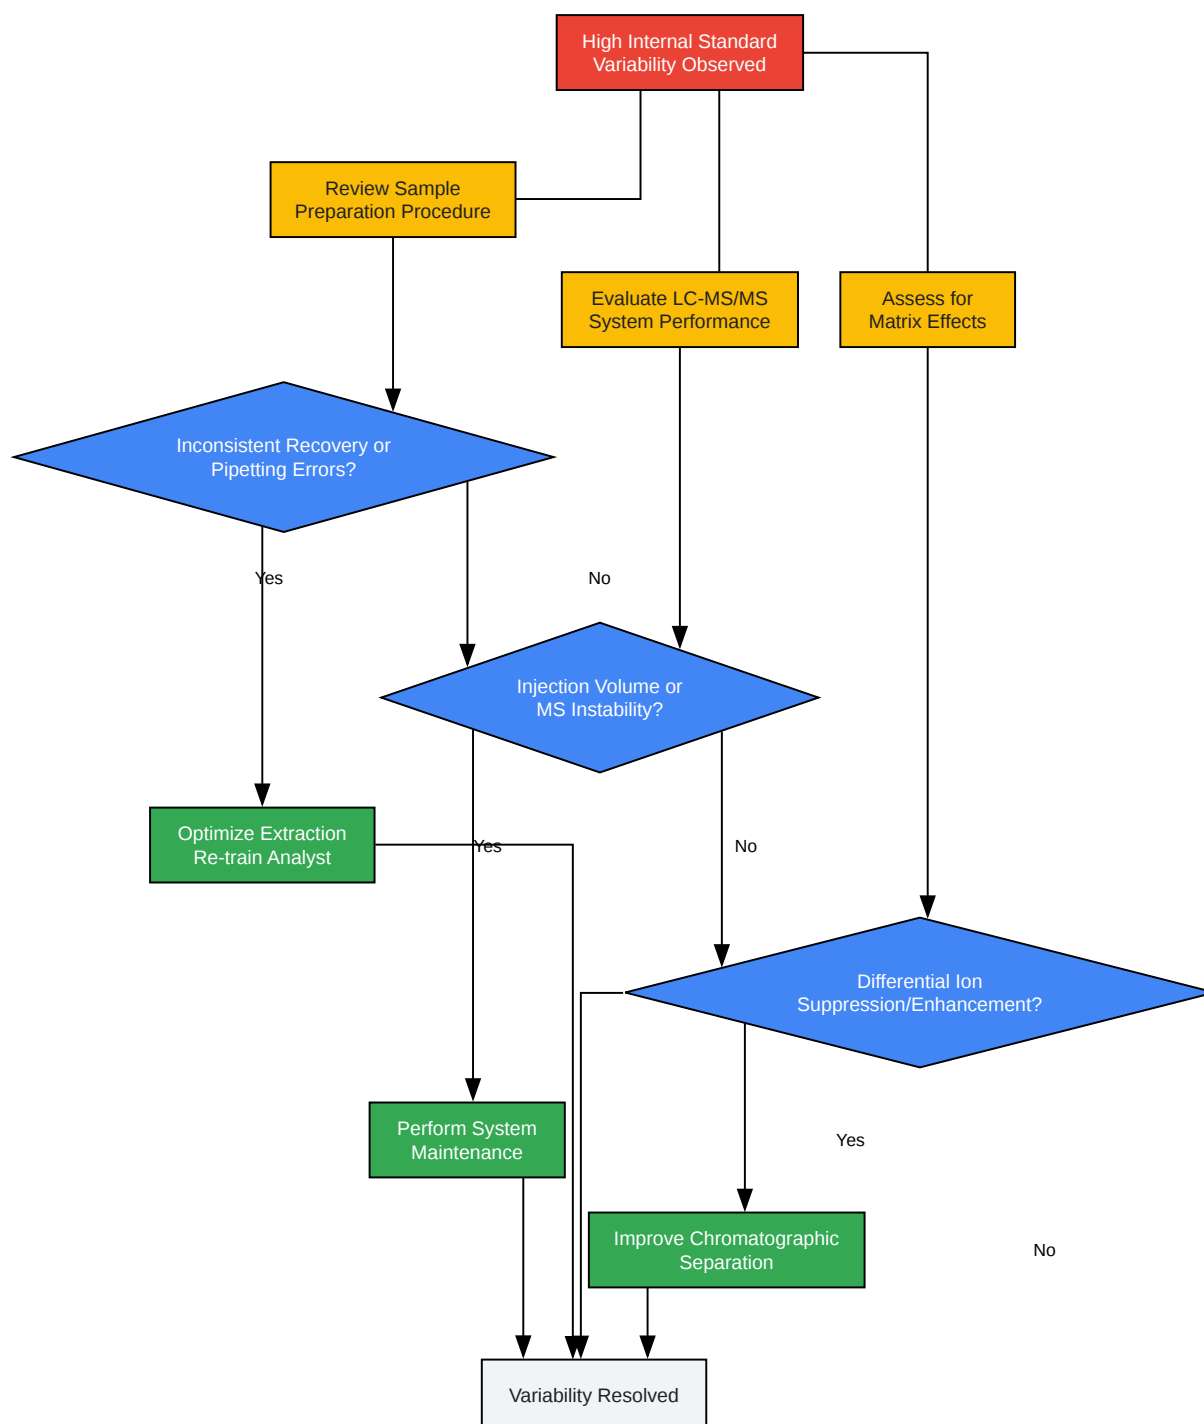 High Internal Standard
Variability Observed
Review Sample
Preparation Procedure
Evaluate LC-MS/MS
System Performance
Assess for
Matrix Effects
Inconsistent Recovery or
Pipetting Errors?
Yes
No
Injection Volume or
MS Instability?
Optimize Extraction
Re-train Analyst
Yes
No
Differential Ion
Suppression/Enhancement?
Perform System
Maintenance
Yes
Improve Chromatographic
Separation
No
Variability Resolved